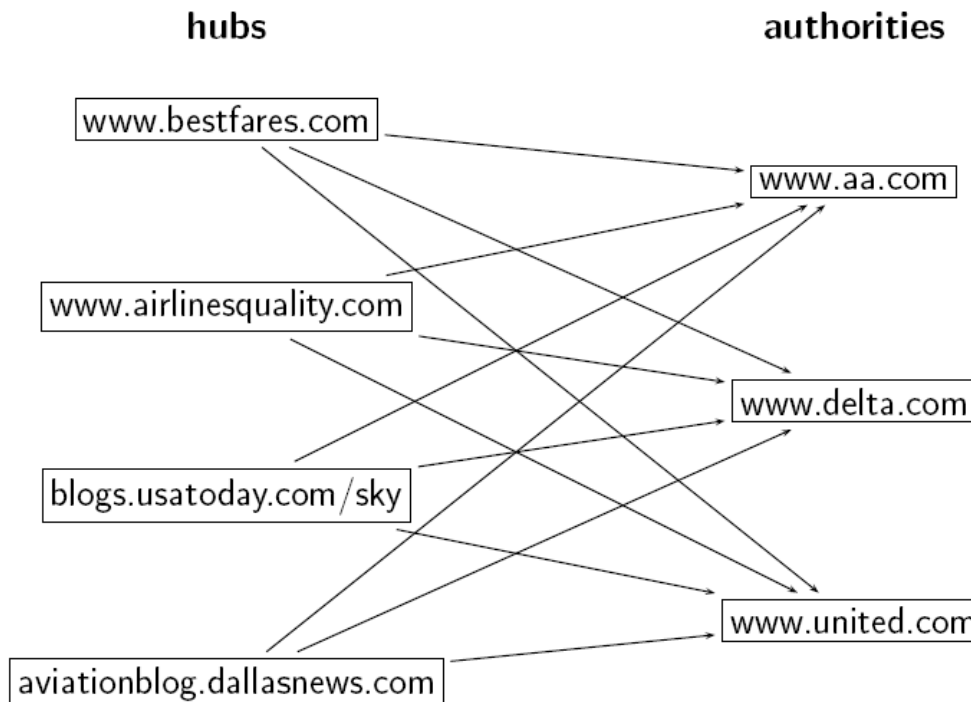 hubs
authorities
www.bestfares.com
www.aa.com
www.airlinesquality.com
www.delta.com
blogs.usatoday.com/sky
www.united.com
aviationblog.dallasnews.com